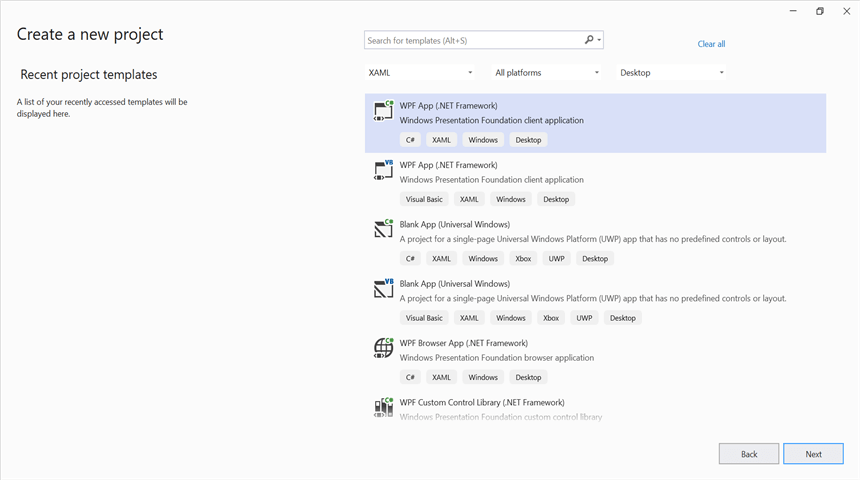 Create a new project
Recent project templates
A list of your recently accessed templates will be
displayed here.
Search for templates (Alt+S)
Clear all
XAML
All platforms
Desktop
C#
WPF App (.NET Framework)
Windows Presentation Foundation client application
C# XAML Windows Desktop
VB
WPF App (.NET Framework)
Windows Presentation Foundation client application
Visual Basic XAML Windows Desktop
C#
Blank App (Universal Windows)
A project for a single-page Universal Windows Platform (UWP) app that has no predefined controls or layout.
C# XAML Windows Xbox UWP Desktop
VB
Blank App (Universal Windows)
A project for a single-page Universal Windows Platform (UWP) app that has no predefined controls or layout.
Visual Basic XAML Windows Xbox UWP Desktop
C#
WPF Browser App (.NET Framework)
Windows Presentation Foundation browser application
C# XAML Windows Desktop
C#
WPF Custom Control Library (.NET Framework)
Windows Presentation Foundation custom control library
Back
Next